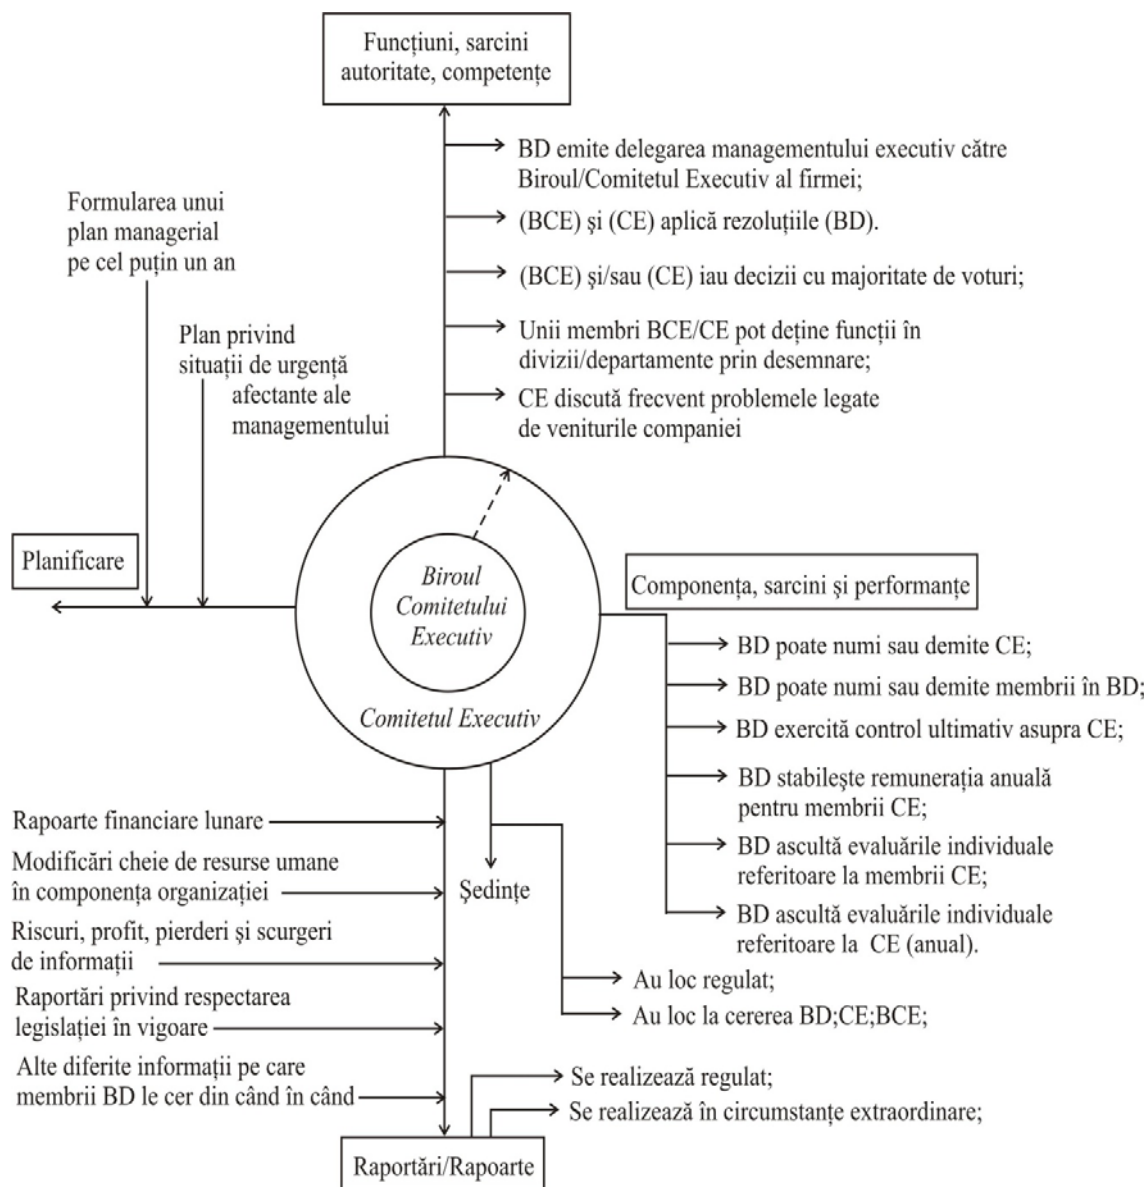 Funcțiuni, sarcini
autoritate, competențe
BD emite delegarea managementului executiv către
Biroul/Comitetul Executiv al firmei;
(BCE) şi (CE) aplică rezoluțiile (BD).
(BCE) şi/sau (CE) iau decizii cu majoritate de voturi;
Unii membri BCE/CE pot deține funcții în
divizii/departamente prin desemnare;
CE discută frecvent problemele legate
de veniturile companiei
Formularea unui
plan managerial
pe cel puțin un an
Plan privind
situații de urgență
afectante ale
managementului
Planificare
Biroul
Comitetului
Executiv
Comitetul Executiv
Componența, sarcini şi performanțe
BD poate numi sau demite CE;
BD poate numi sau demite membrii în BD;
BD exercită control ultimativ asupra CE;
BD stabileşte remunerația anuală
pentru membrii CE;
BD ascultă evaluările individuale
referitoare la membrii CE;
BD ascultă evaluările individuale
referitoare la CE (anual).
Rapoarte financiare lunare
Modificări cheie de resurse umane
în componența organizației
Riscuri, profit, pierderi şi scurgeri
de informații
Raportări privind respectarea
legislației în vigoare
Alte diferite informații pe care
membrii BD le cer din când în când
Şedințe
Au loc regulat;
Au loc la cererea BD;CE;BCE;
Se realizează regulat;
Se realizează în circumstanțe extraordinare;
Raportări/Rapoarte